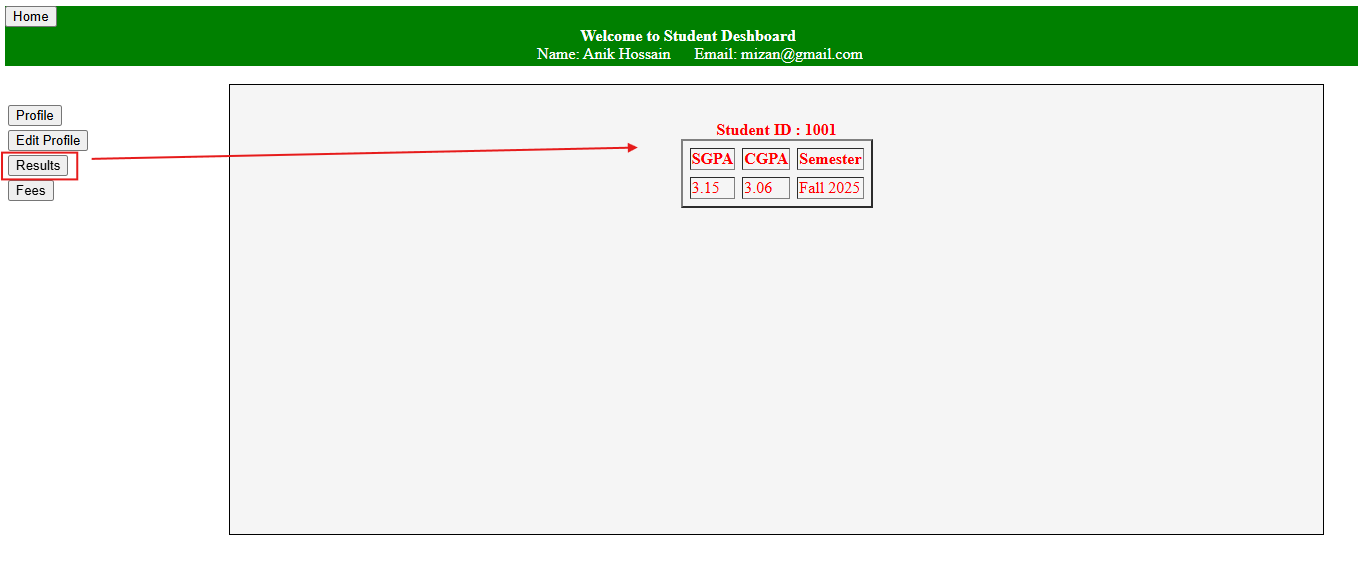 Home
Welcome to Student Deshboard
Name: Anik Hossain Email: mizan@gmail.com
Profile
Edit Profile
Results
Fees
Student ID : 1001
SGPA CGPA Semester
3.15 3.06 Fall 2025